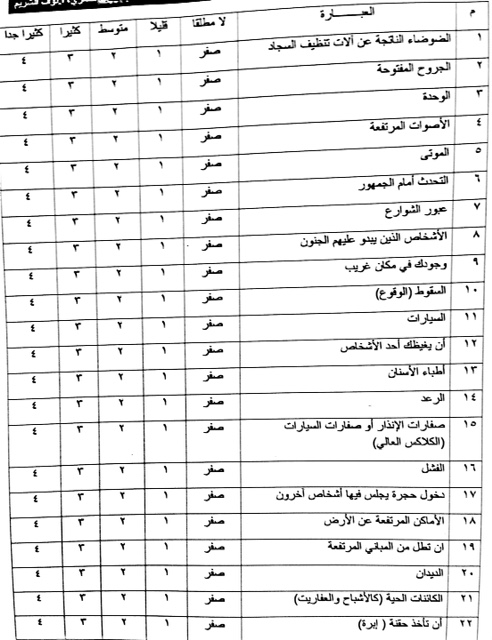 م العبـــــارة لا مطلقا قليلا متوسط كثيرا كثيرا جدا
١ الضوضاء الناتجة عن ألات تنظيف السجاد صفر ١ ٢ ٣ ٤
٢ الجروح المفتوحة صفر ١ ٢ ٣ ٤
٣ الوحدة صفر ١ ٢ ٣ ٤
٤ الأصوات المرتفعة صفر ١ ٢ ٣ ٤
٥ الموتى صفر ١ ٢ ٣ ٤
٦ التحدث أمام الجمهور صفر ١ ٢ ٣ ٤
٧ عبور الشوارع صفر ١ ٢ ٣ ٤
٨ الأشخاص الذين يبدو عليهم الجنون صفر ١ ٢ ٣ ٤
٩ وجودك في مكان غريب صفر ١ ٢ ٣ ٤
١٠ السقوط (الوقوع) صفر ١ ٢ ٣ ٤
١١ السيارات صفر ١ ٢ ٣ ٤
١٢ أن يغيظك أحد الأشخاص صفر ١ ٢ ٣ ٤
١٣ أطباء الأسنان صفر ١ ٢ ٣ ٤
١٤ الرعد صفر ١ ٢ ٣ ٤
١٥ صفارات الإنذار أو صفارات السيارات صفر ١ ٢ ٣ ٤
(الكلاكس العالي)
١٦ الفشل صفر ١ ٢ ٣ ٤
١٧ دخول حجرة يجلس فيها أشخاص أخرون صفر ١ ٢ ٣ ٤
١٨ الأماكن المرتفعة عن الأرض صفر ١ ٢ ٣ ٤
١٩ ان تطل من المباني المرتفعة صفر ١ ٢ ٣ ٤
٢٠ الديدان صفر ١ ٢ ٣ ٤
٢١ الكائنات الحية (كالأشباح والعفاريت) صفر ١ ٢ ٣ ٤
٢٢ أن تأخذ حقنة ( إبرة) صفر ١ ٢ ٣ ٤